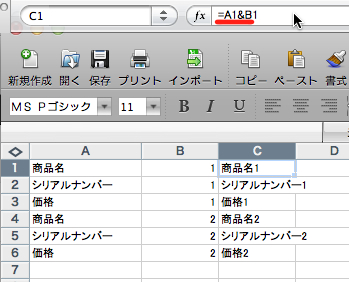 C1 fx =A1&B1
新規作成 開く 保存 プリント インポート コピー ペースト 書式
ＭＳ Ｐゴシック 11 B I U
A B C D
1 商品名 1 商品名1
2 シリアルナンバー 1 シリアルナンバー1
3 価格 1 価格1
4 商品名 2 商品名2
5 シリアルナンバー 2 シリアルナンバー2
6 価格 2 価格2
7